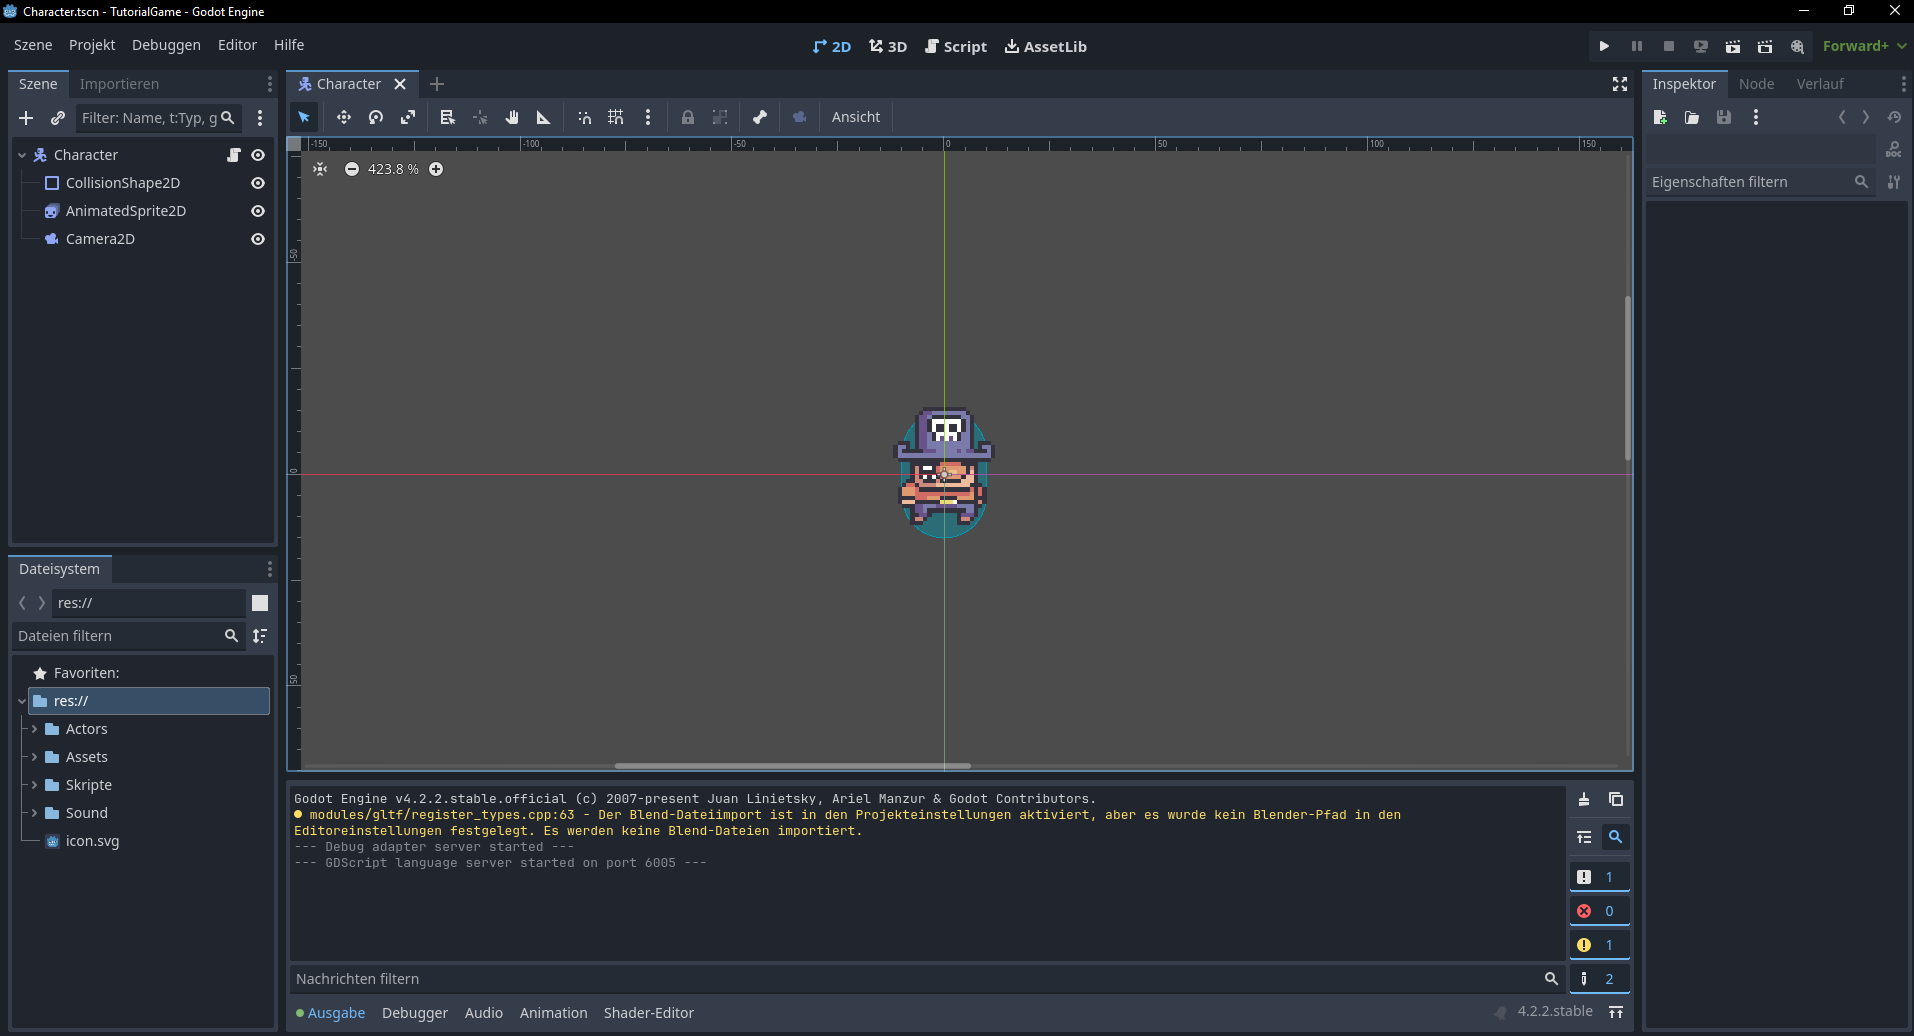 Character.tscn - TutorialGame - Godot Engine
Szene Projekt Debuggen Editor Hilfe
2D 3D Script AssetLib
Forward+
Szene Importieren
Filter: Name, t:Typ, g
Character
CollisionShape2D
AnimatedSprite2D
Camera2D
Dateisystem
res://
Dateien filtern
Favoriten:
res://
Actors
Assets
Skripte
Sound
icon.svg
Character
Ansicht
-150 -100 -50 0 50 100 150
423.8 %
-50
0
50
Godot Engine v4.2.2.stable.official (c) 2007-present Juan Linietsky, Ariel Manzur & Godot Contributors.
modules/gltf/register_types.cpp:63 - Der Blend-Dateiimport ist in den Projekteinstellungen aktiviert, aber es wurde kein Blender-Pfad in den
Editoreinstellungen festgelegt. Es werden keine Blend-Dateien importiert.
--- Debug adapter server started ---
--- GDScript language server started on port 6005 ---
1
0
1
2
Nachrichten filtern
Ausgabe Debugger Audio Animation Shader-Editor
4.2.2.stable
Inspektor Node Verlauf
DOC
Eigenschaften filtern